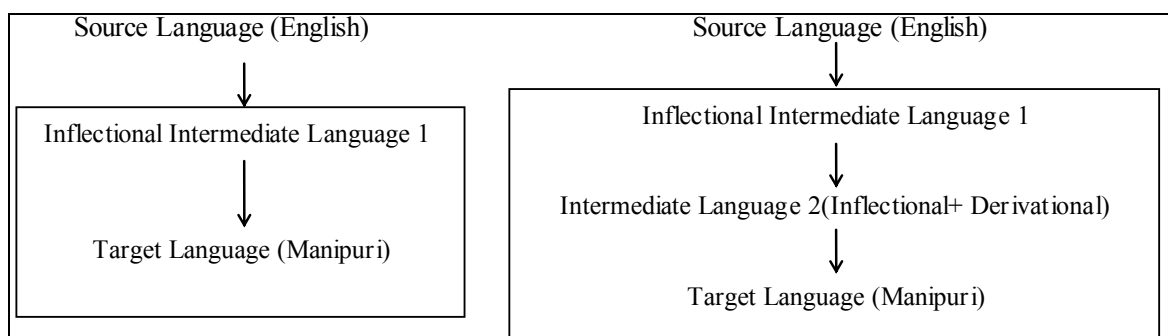 Source Language (English)
Inflectional Intermediate Language 1
Target Language (Manipuri)
Source Language (English)
Inflectional Intermediate Language 1
Intermediate Language 2(Inflectional+ Derivational)
Target Language (Manipuri)